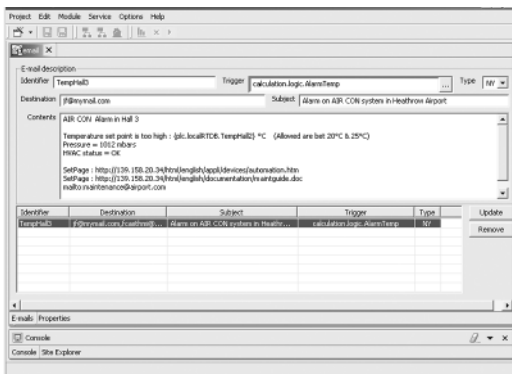 Project Edit Module Service Options Help
email
E-mail description
Identifier TempHall3 Trigger calculation.logic.AlarmTemp ... Type NY
Destination jf@mymail.com Subject Alarm on AIR CON system in Heathrow Airport
Contents AIR CON Alarm in Hall 3
Temperature set point is too high : {plc.localRTDB.TempHall2} °C (Allowed are bet 20°C & 25°C)
Pressure = 1012 mbars
HVAC status = OK
SetPage : http://139.158.20.34/html/english/appl/devices/automation.htm
SetPage : http://139.158.20.34/html/english/documentation/maintguide.doc
mailto:maintenance@airport.com
Identifier Destination Subject Trigger Type Update
TempHall3 Alarm on AIR CON system in Heathr... calculation.logic.AlarmTemp NY
Remove
E-mails Properties
Console
Console Site Explorer